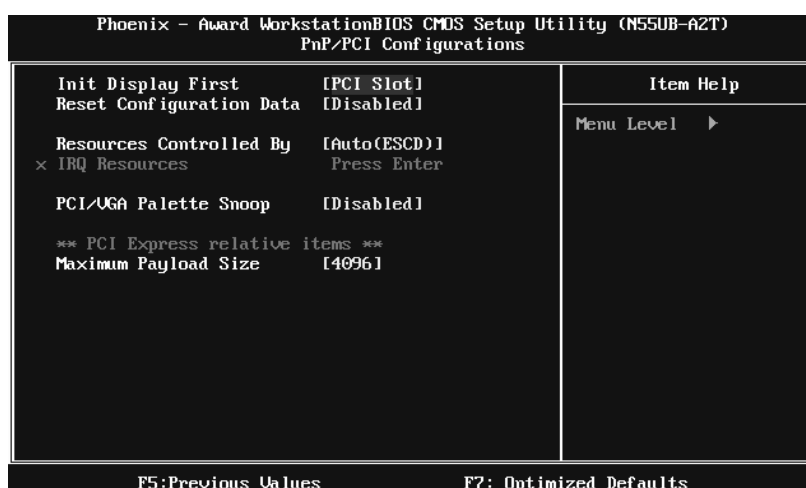 Phoenix - Award WorkstationBIOS CMOS Setup Utility (N55UB-A2T)
PnP/PCI Configurations
Init Display First [PCI Slot]
Reset Configuration Data [Disabled]
Resources Controlled By [Auto(ESCD)]
x IRQ Resources Press Enter
PCI/VGA Palette Snoop [Disabled]
** PCI Express relative items **
Maximum Payload Size [4096]
Item Help
Menu Level ▶
F5:Previous Values F7: Optimized Defaults